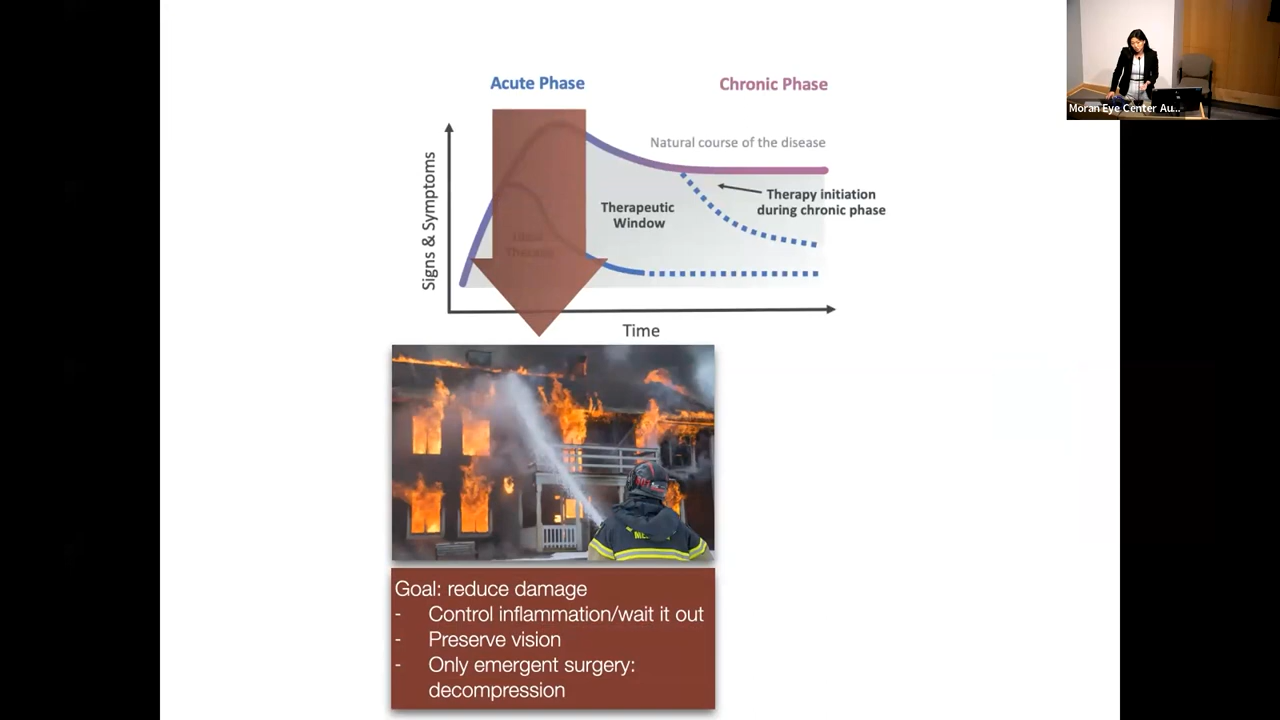 Acute Phase
Chronic Phase
Natural course of the disease
Therapy initiation
during chronic phase
Therapeutic
Window
Signs & Symptoms
Time
Goal: reduce damage
- Control inflammation/wait it out
- Preserve vision
- Only emergent surgery:
decompression
Moran Eye Center Au...